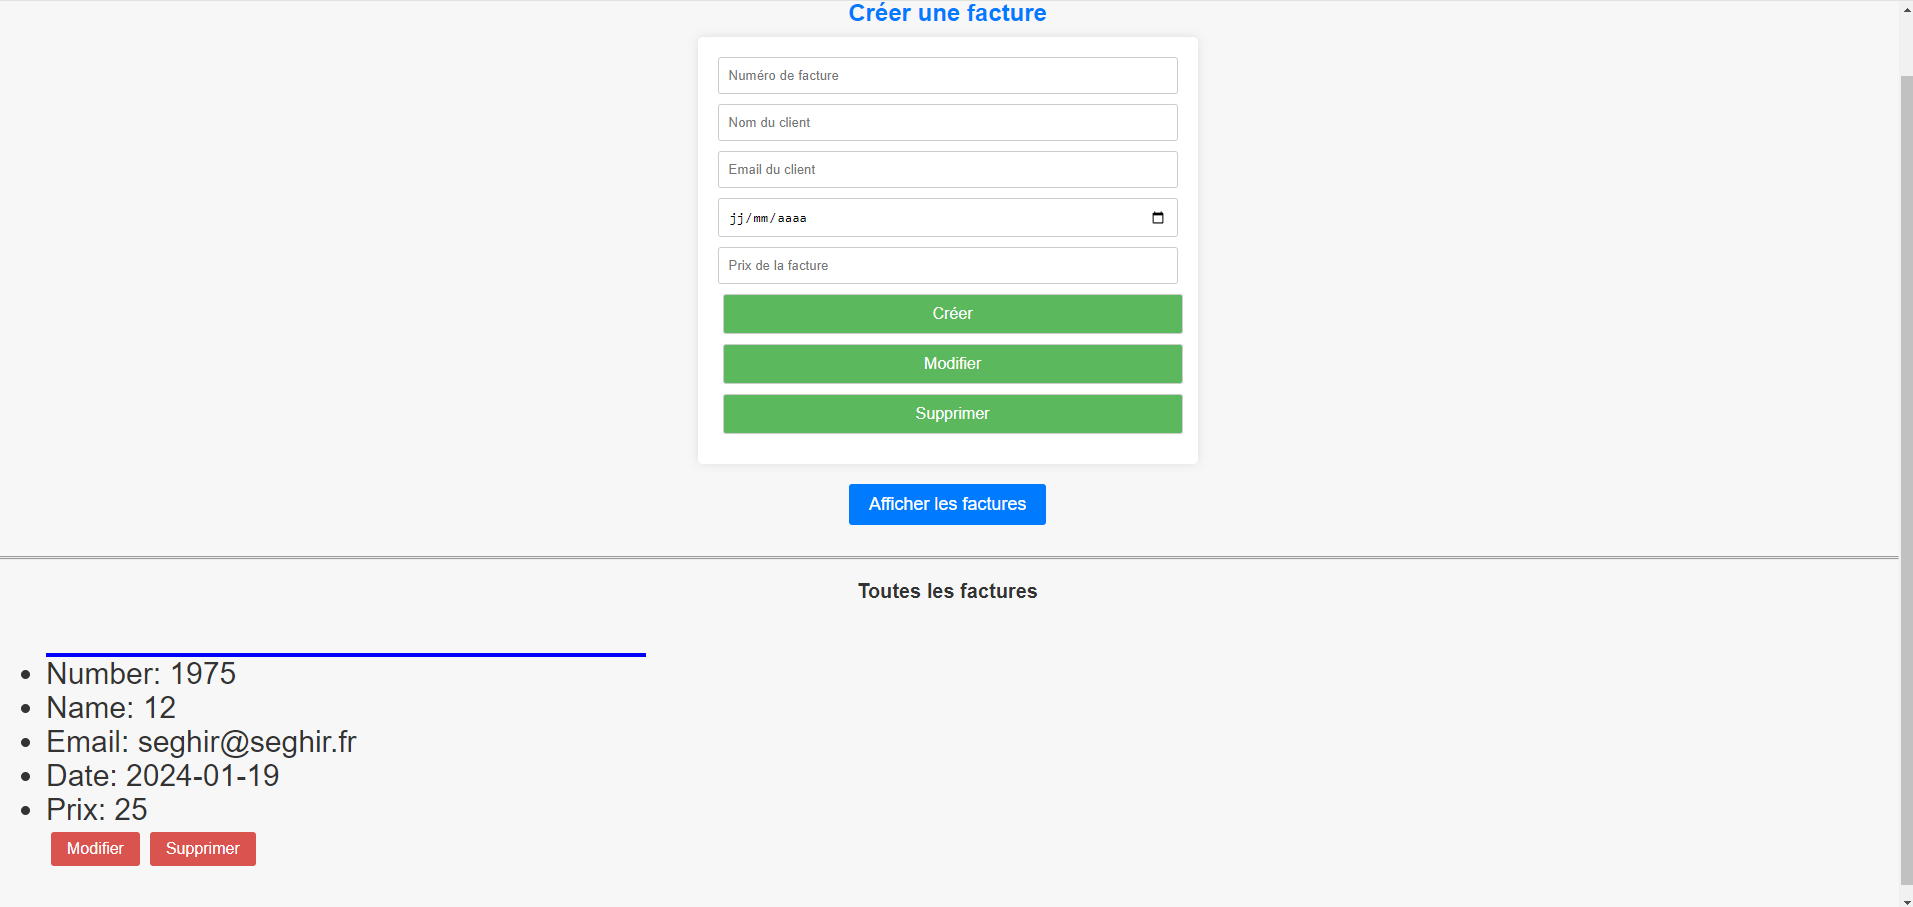 Créer une facture
Numéro de facture
Nom du client
Email du client
jj/mm/aaaa
Prix de la facture
Créer
Modifier
Supprimer
Afficher les factures
Toutes les factures
Number: 1975
Name: 12
Email: seghir@seghir.fr
Date: 2024-01-19
Prix: 25
Modifier Supprimer